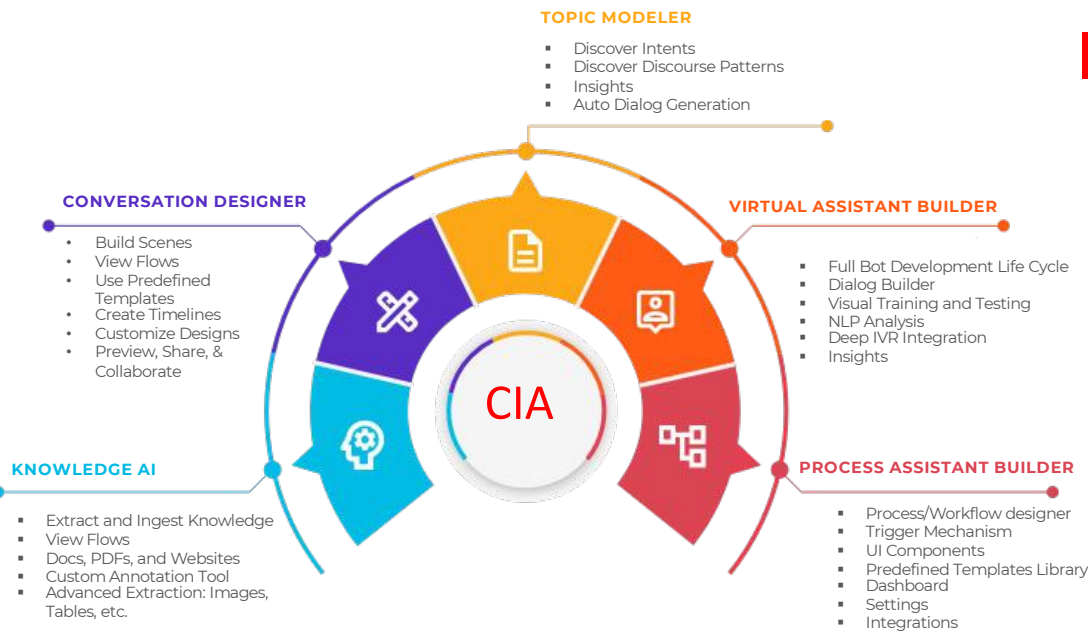 TOPIC MODELER
▪ Discover Intents
▪ Discover Discourse Patterns
▪ Insights
▪ Auto Dialog Generation
CONVERSATION DESIGNER
• Build Scenes
• View Flows
• Use Predefined
Templates
• Create Timelines
• Customize Designs
• Preview, Share, &
Collaborate
VIRTUAL ASSISTANT BUILDER
▪ Full Bot Development Life Cycle
▪ Dialog Builder
▪ Visual Training and Testing
▪ NLP Analysis
▪ Deep IVR Integration
▪ Insights
CIA
KNOWLEDGE AI
▪ Extract and Ingest Knowledge
▪ View Flows
▪ Docs, PDFs, and Websites
▪ Custom Annotation Tool
▪ Advanced Extraction: Images,
Tables, etc.
PROCESS ASSISTANT BUILDER
▪ Process/Workflow designer
▪ Trigger Mechanism
▪ UI Components
▪ Predefined Templates Library
▪ Dashboard
▪ Settings
▪ Integrations